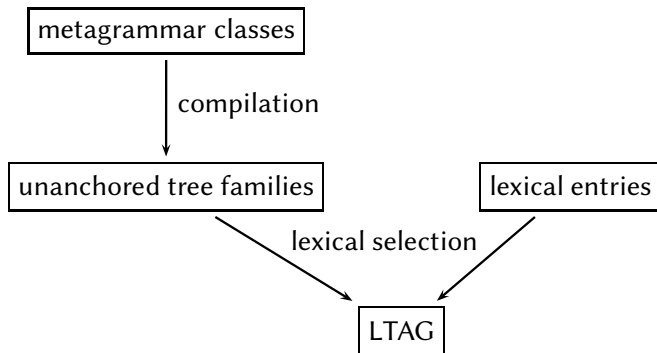 metagrammar classes
compilation
unanchored tree families
lexical entries
lexical selection
LTAG